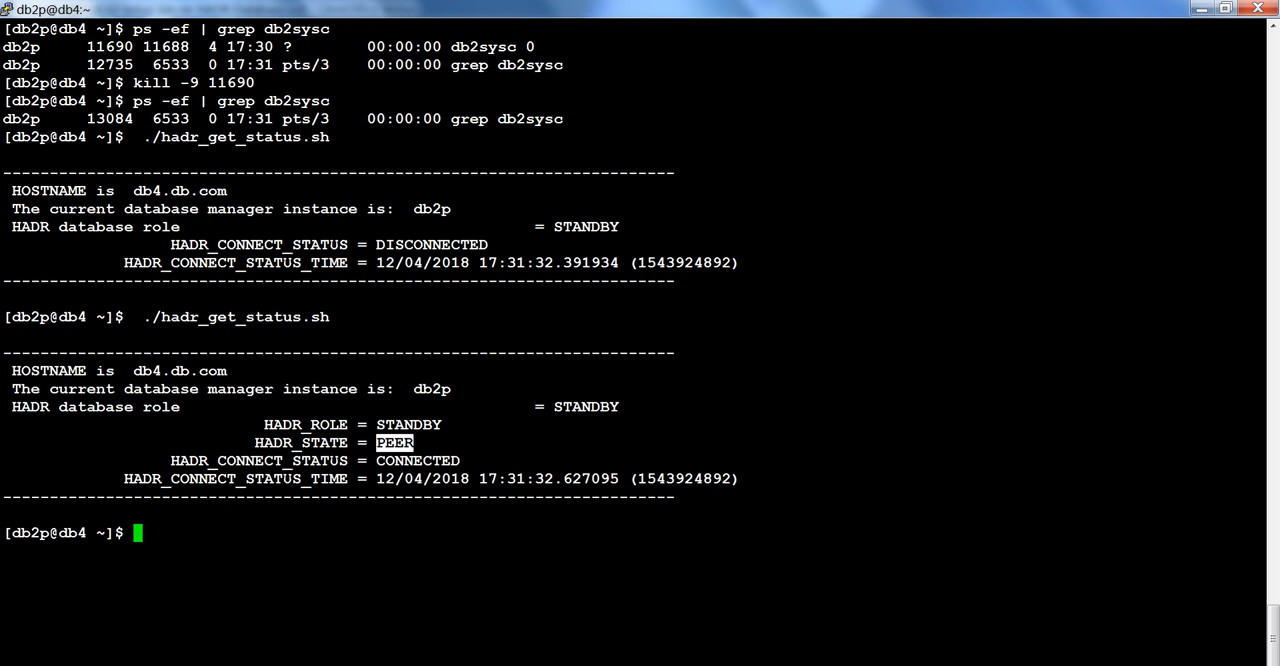 db2p@db4:~
[db2p@db4 ~]$ ps -ef | grep db2sysc
db2p     11690 11688  4 17:30 ?        00:00:00 db2sysc 0
db2p     12735  6533  0 17:31 pts/3    00:00:00 grep db2sysc
[db2p@db4 ~]$ kill -9 11690
[db2p@db4 ~]$ ps -ef | grep db2sysc
db2p     13084  6533  0 17:31 pts/3    00:00:00 grep db2sysc
[db2p@db4 ~]$  ./hadr_get_status.sh
------------------------------------------------------------------------
HOSTNAME is  db4.db.com
The current database manager instance is:  db2p
HADR database role                                      = STANDBY
HADR_CONNECT_STATUS = DISCONNECTED
HADR_CONNECT_STATUS_TIME = 12/04/2018 17:31:32.391934 (1543924892)
------------------------------------------------------------------------
[db2p@db4 ~]$  ./hadr_get_status.sh
------------------------------------------------------------------------
HOSTNAME is  db4.db.com
The current database manager instance is:  db2p
HADR database role                                      = STANDBY
HADR_ROLE = STANDBY
HADR_STATE = PEER
HADR_CONNECT_STATUS = CONNECTED
HADR_CONNECT_STATUS_TIME = 12/04/2018 17:31:32.627095 (1543924892)
------------------------------------------------------------------------
[db2p@db4 ~]$